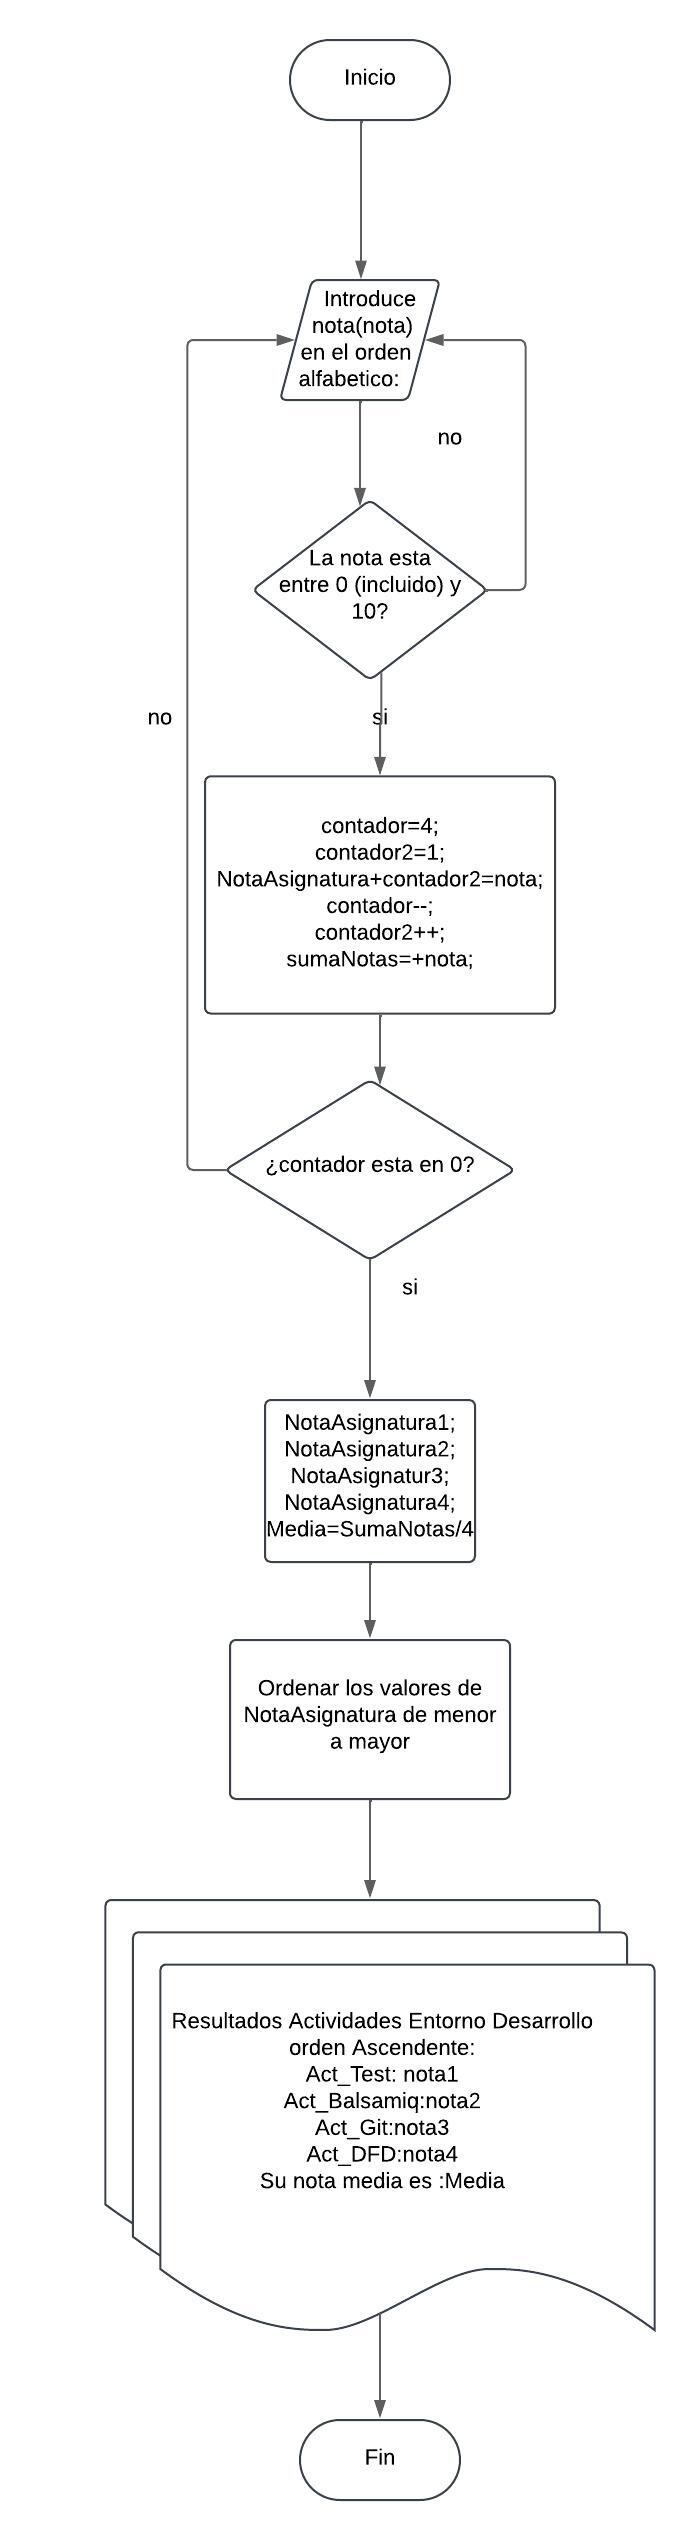 Inicio
Introduce
nota(nota)
en el orden
alfabetico:
no
La nota esta
entre 0 (incluido) y
10?
no
si
contador=4;
contador2=1;
NotaAsignatura+contador2=nota;
contador--;
contador2++;
sumaNotas=+nota;
¿contador esta en 0?
si
NotaAsignatura1;
NotaAsignatura2;
NotaAsignatur3;
NotaAsignatura4;
Media=SumaNotas/4
Ordenar los valores de
NotaAsignatura de menor
a mayor
Resultados Actividades Entorno Desarrollo
orden Ascendente:
Act_Test: nota1
Act_Balsamiq:nota2
Act_Git:nota3
Act_DFD:nota4
Su nota media es :Media
Fin